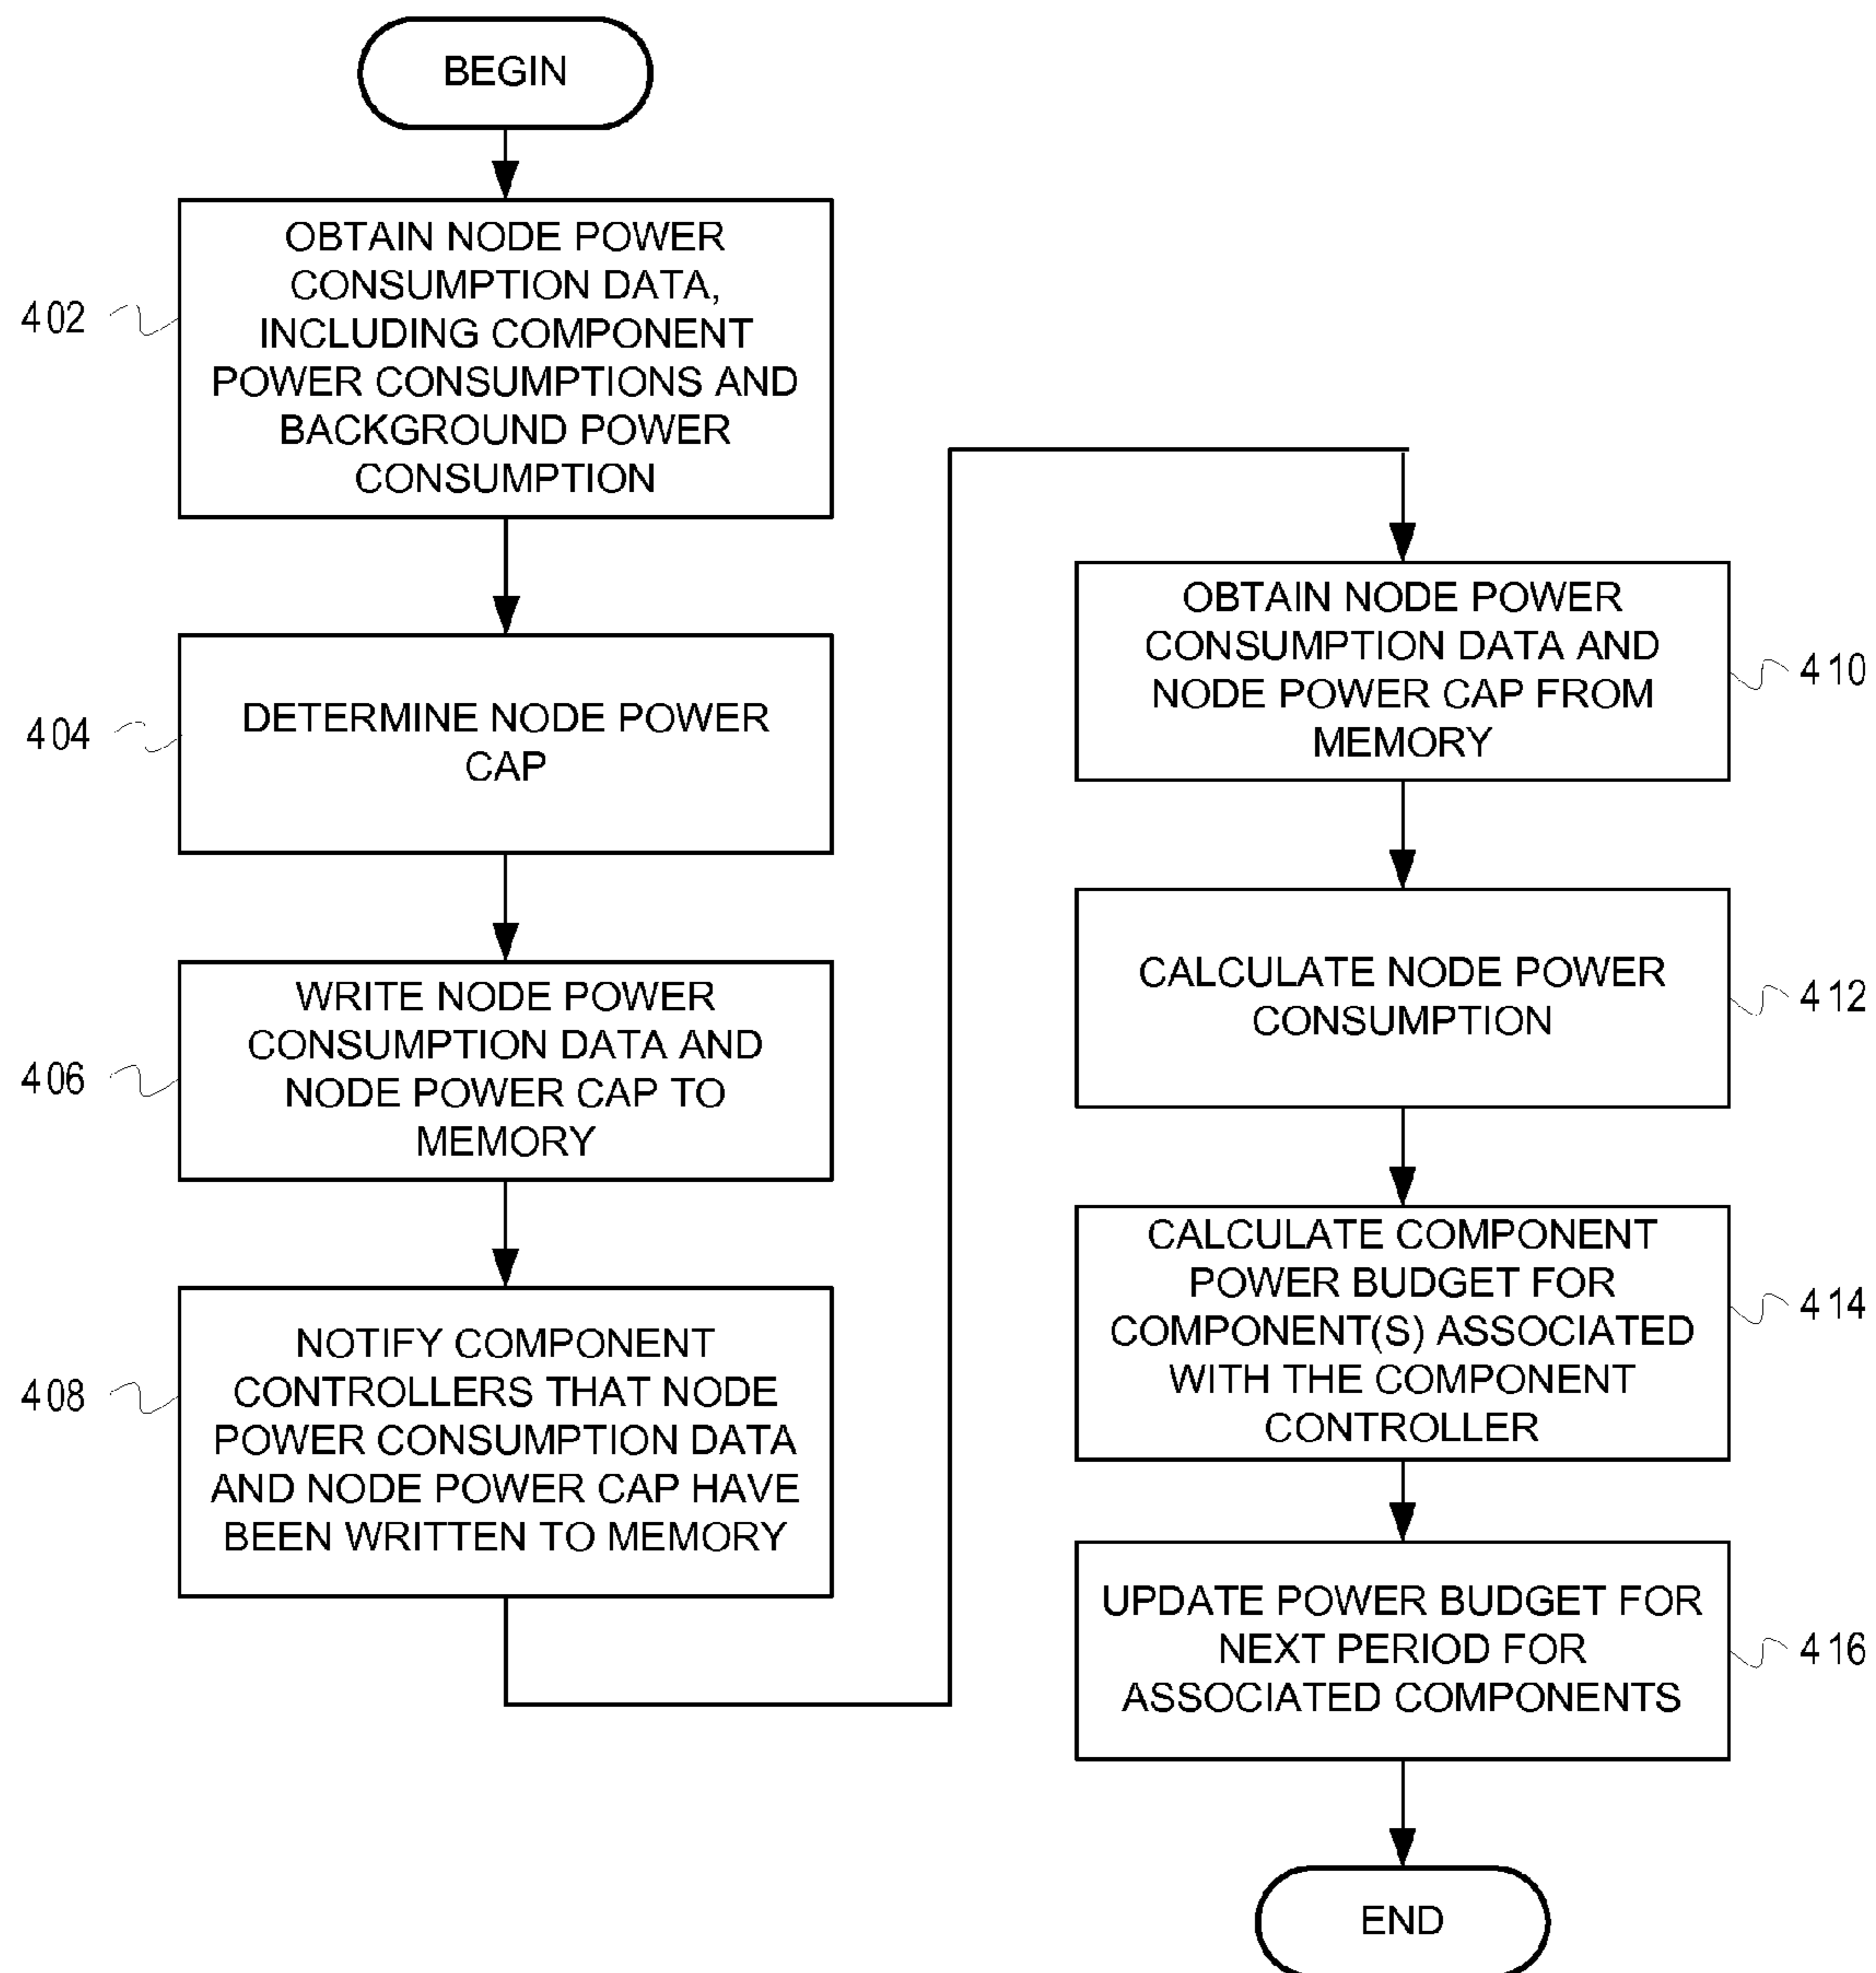 BEGIN
402
OBTAIN NODE POWER
CONSUMPTION DATA,
INCLUDING COMPONENT
POWER CONSUMPTIONS AND
BACKGROUND POWER
CONSUMPTION
404
DETERMINE NODE POWER
CAP
406
WRITE NODE POWER
CONSUMPTION DATA AND
NODE POWER CAP TO
MEMORY
408
NOTIFY COMPONENT
CONTROLLERS THAT NODE
POWER CONSUMPTION DATA
AND NODE POWER CAP HAVE
BEEN WRITTEN TO MEMORY
OBTAIN NODE POWER
CONSUMPTION DATA AND
NODE POWER CAP FROM
MEMORY
410
CALCULATE NODE POWER
CONSUMPTION
412
CALCULATE COMPONENT
POWER BUDGET FOR
COMPONENT(S) ASSOCIATED
WITH THE COMPONENT
CONTROLLER
414
UPDATE POWER BUDGET FOR
NEXT PERIOD FOR
ASSOCIATED COMPONENTS
416
END